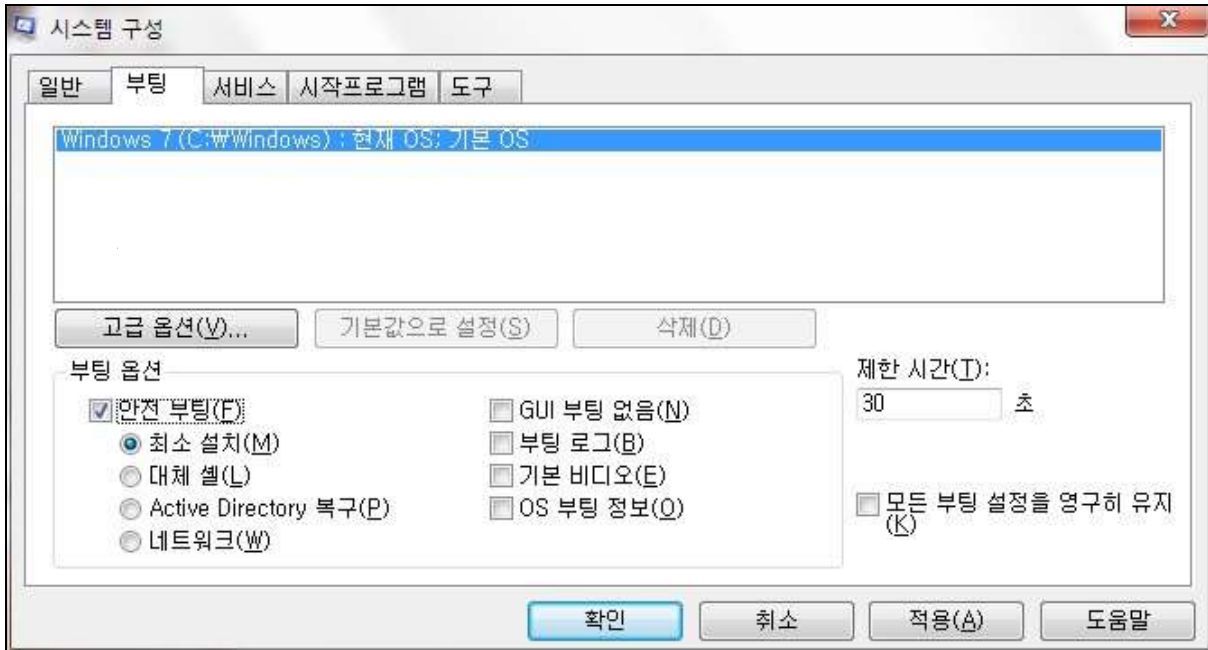 시스템 구성
일반 부팅 서비스 시작프로그램 도구
Windows 7 (C:₩Windows) : 현재 OS; 기본 OS
고급 옵션(V)... 기본값으로 설정(S) 삭제(D)
부팅 옵션
안전 부팅(F)
최소 설치(M)
대체 셸(L)
Active Directory 복구(P)
네트워크(W)
GUI 부팅 없음(N)
부팅 로그(B)
기본 비디오(E)
OS 부팅 정보(O)
제한 시간(T):
30 초
모든 부팅 설정을 영구히 유지
(K)
확인 취소 적용(A) 도움말